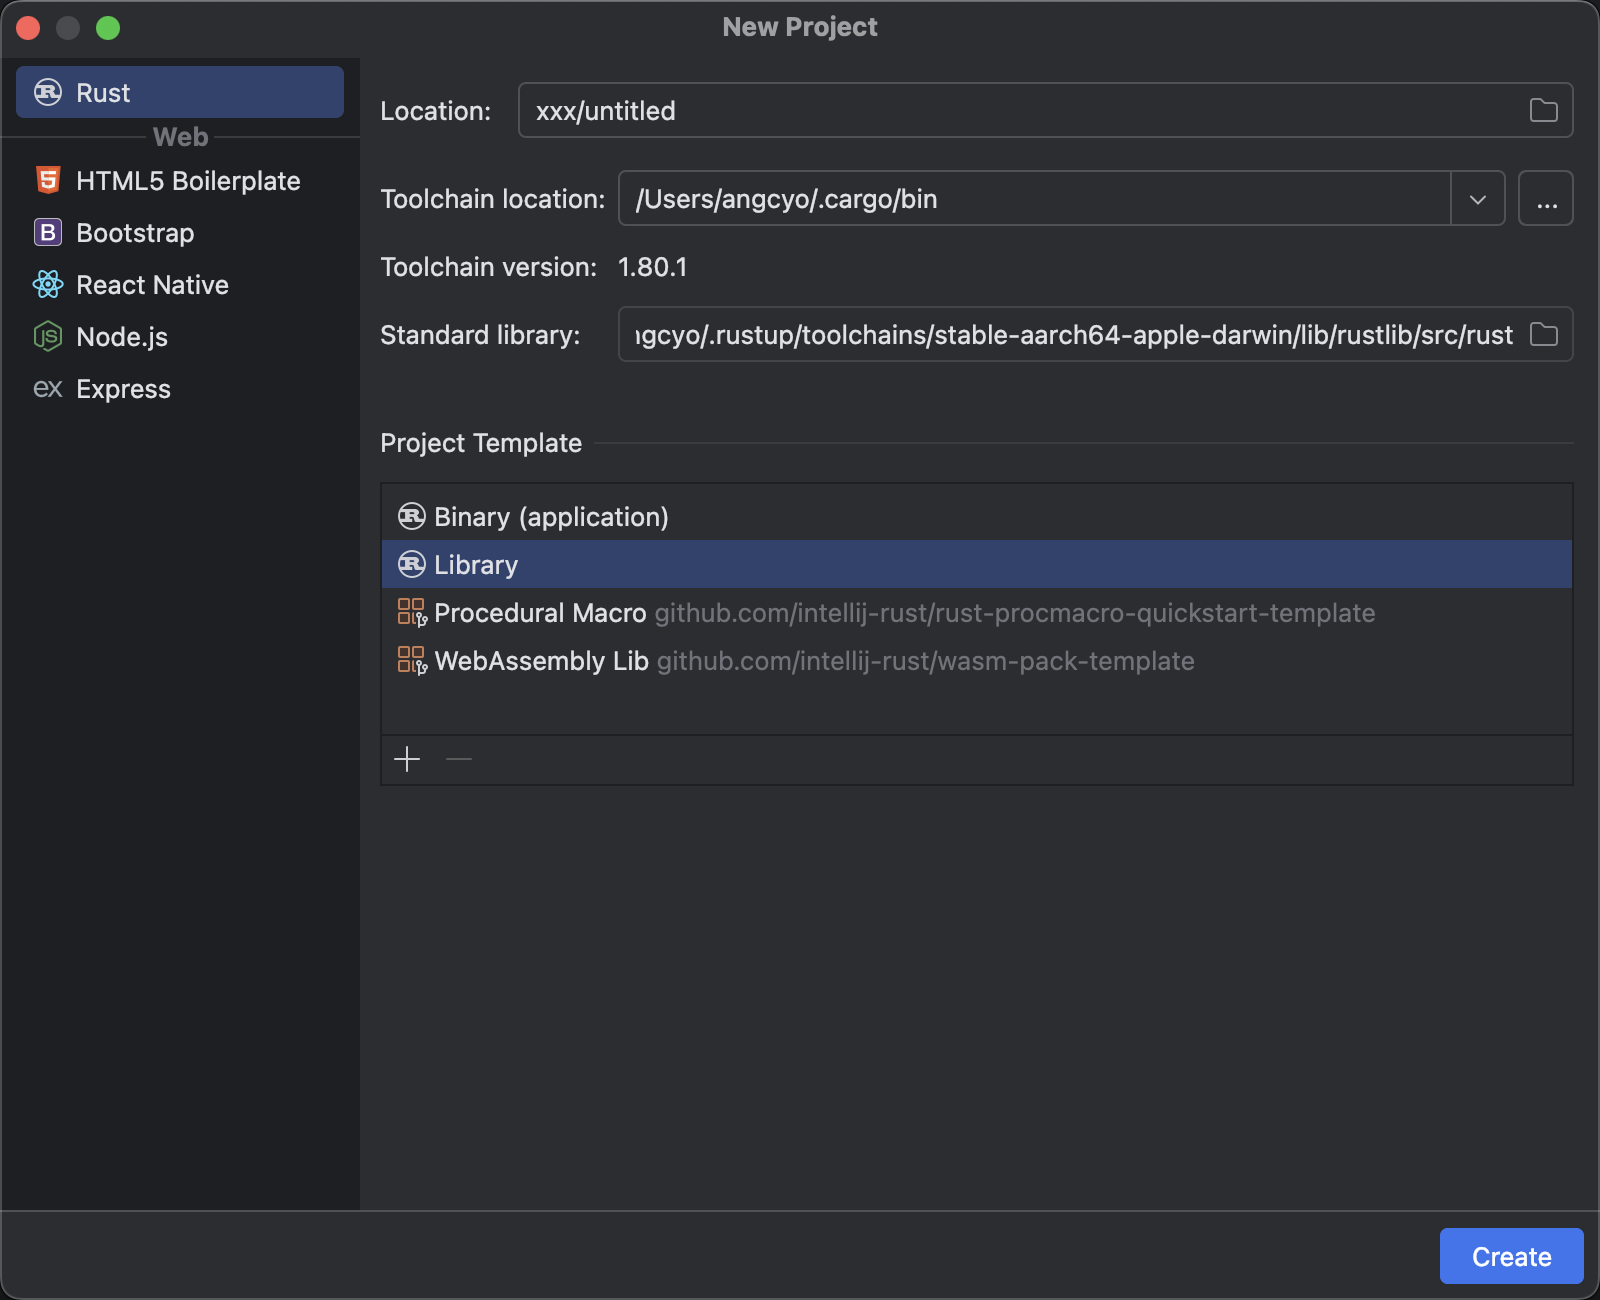 New Project
Rust
Web
HTML5 Boilerplate
Bootstrap
React Native
Node.js
ex Express
Location: xxx/untitled
Toolchain location: /Users/angcyo/.cargo/bin ...
Toolchain version: 1.80.1
Standard library: ngcyo/.rustup/toolchains/stable-aarch64-apple-darwin/lib/rustlib/src/rust
Project Template
Binary (application)
Library
Procedural Macro github.com/intellij-rust/rust-procmacro-quickstart-template
WebAssembly Lib github.com/intellij-rust/wasm-pack-template
Create